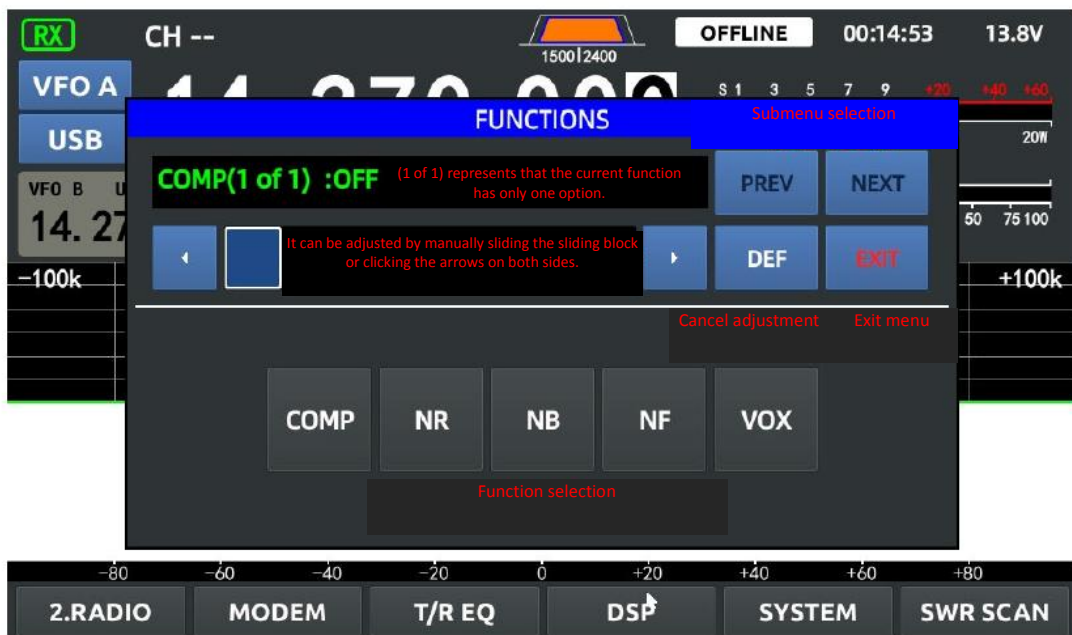 RX
CH --
1500 2400
OFFLINE
00:14:53
13.8V
VFO A
S 1 3 5 7 9 +20 +40 +60
FUNCTIONS
Submenu selection
USB
20W
COMP(1 of 1) :OFF
(1 of 1) represents that the current function
has only one option.
PREV
NEXT
VFO B U
14. 27
50 75 100
It can be adjusted by manually sliding the sliding block
or clicking the arrows on both sides.
DEF
EXIT
-100k
+100k
Cancel adjustment
Exit menu
COMP
NR
NB
NF
VOX
Function selection
-80 -60 -40 -20 0 +20 +40 +60 +80
2.RADIO
MODEM
T/R EQ
DSP
SYSTEM
SWR SCAN